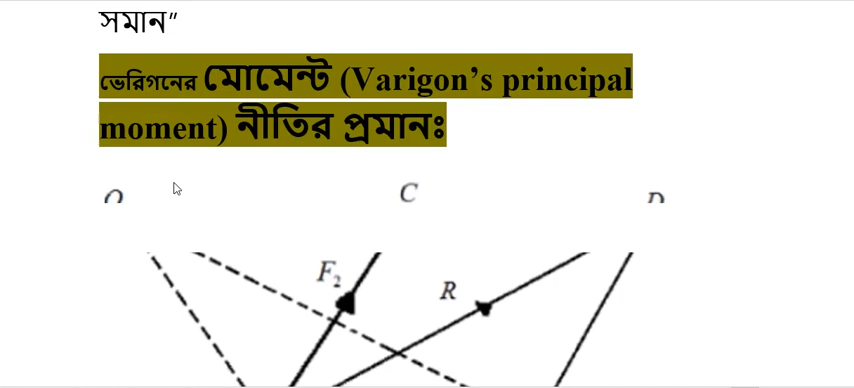 সমান”
ভেরিগনের মোমেন্ট (Varigon’s principal
moment) নীতির প্রমানঃ
O C D
F₂
R